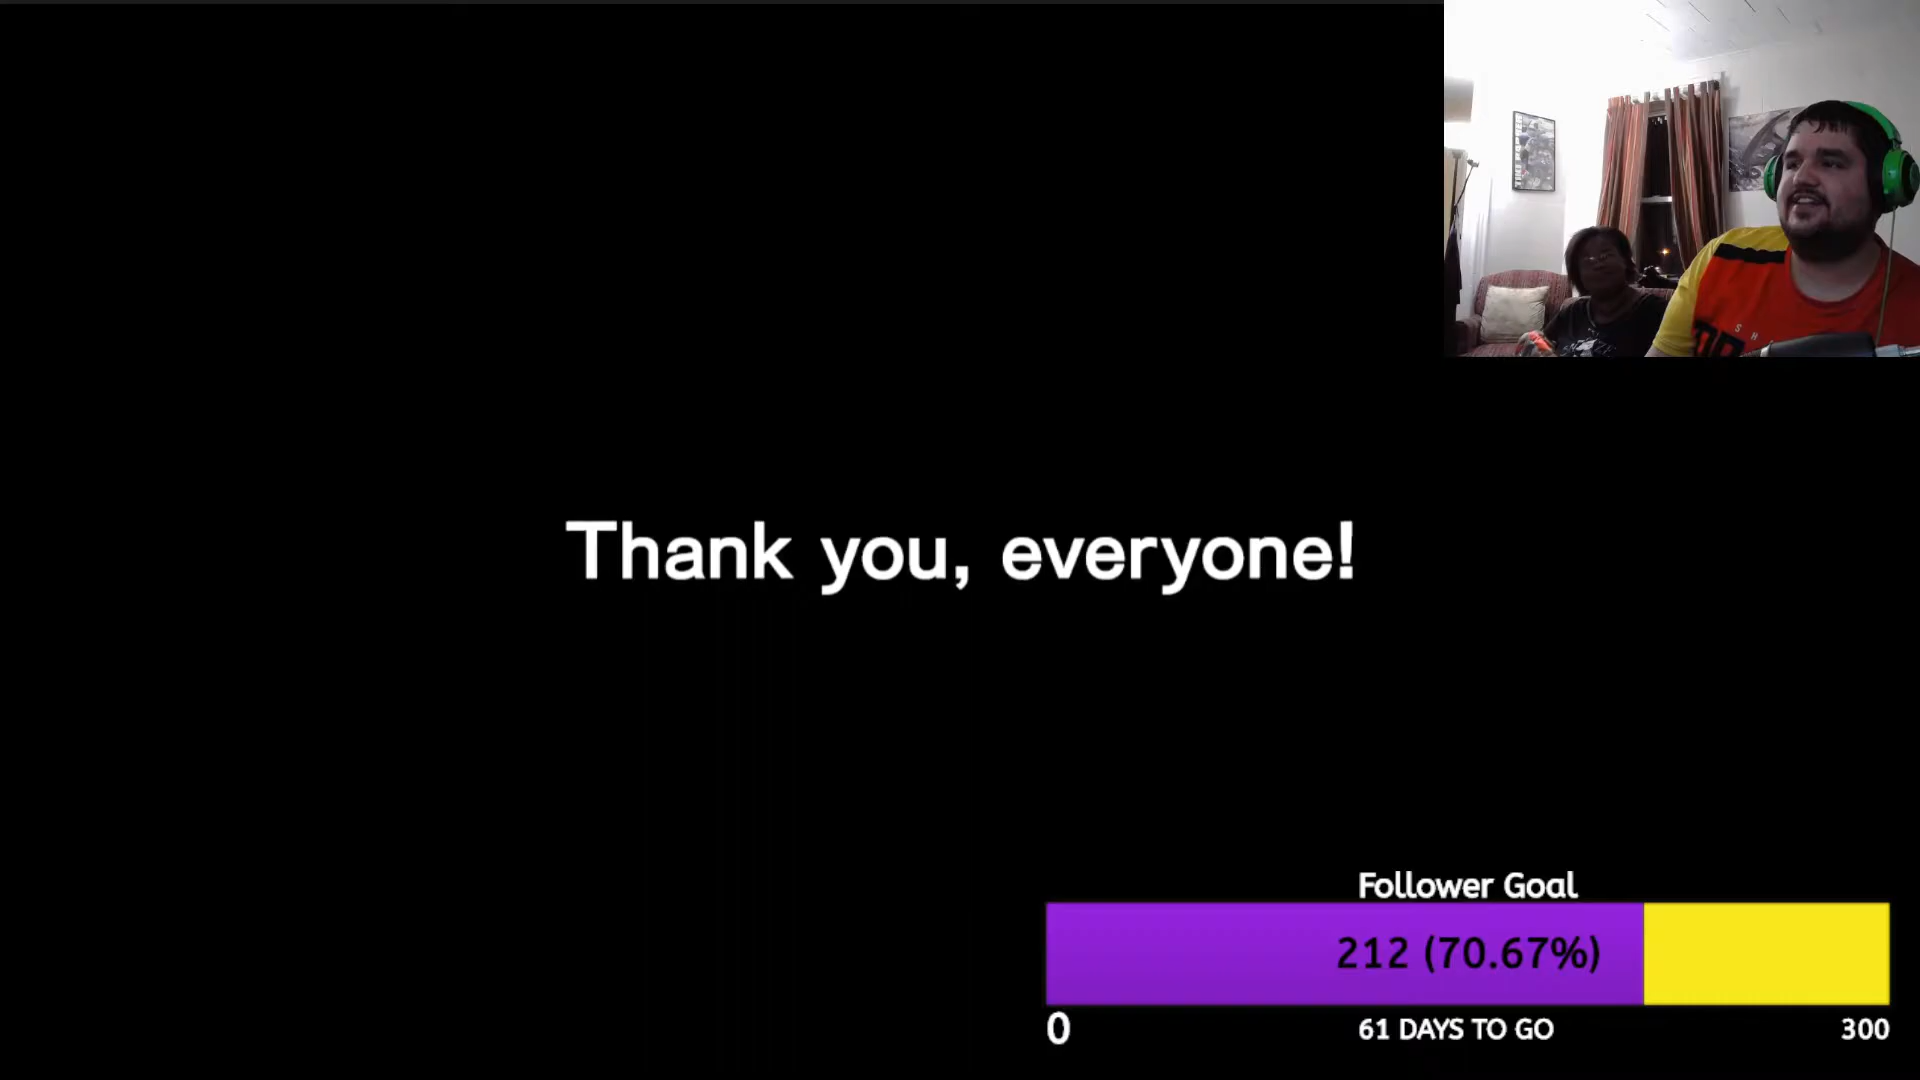 Thank you, everyone!
Follower Goal
212 (70.67%)
0
61 DAYS TO GO
300